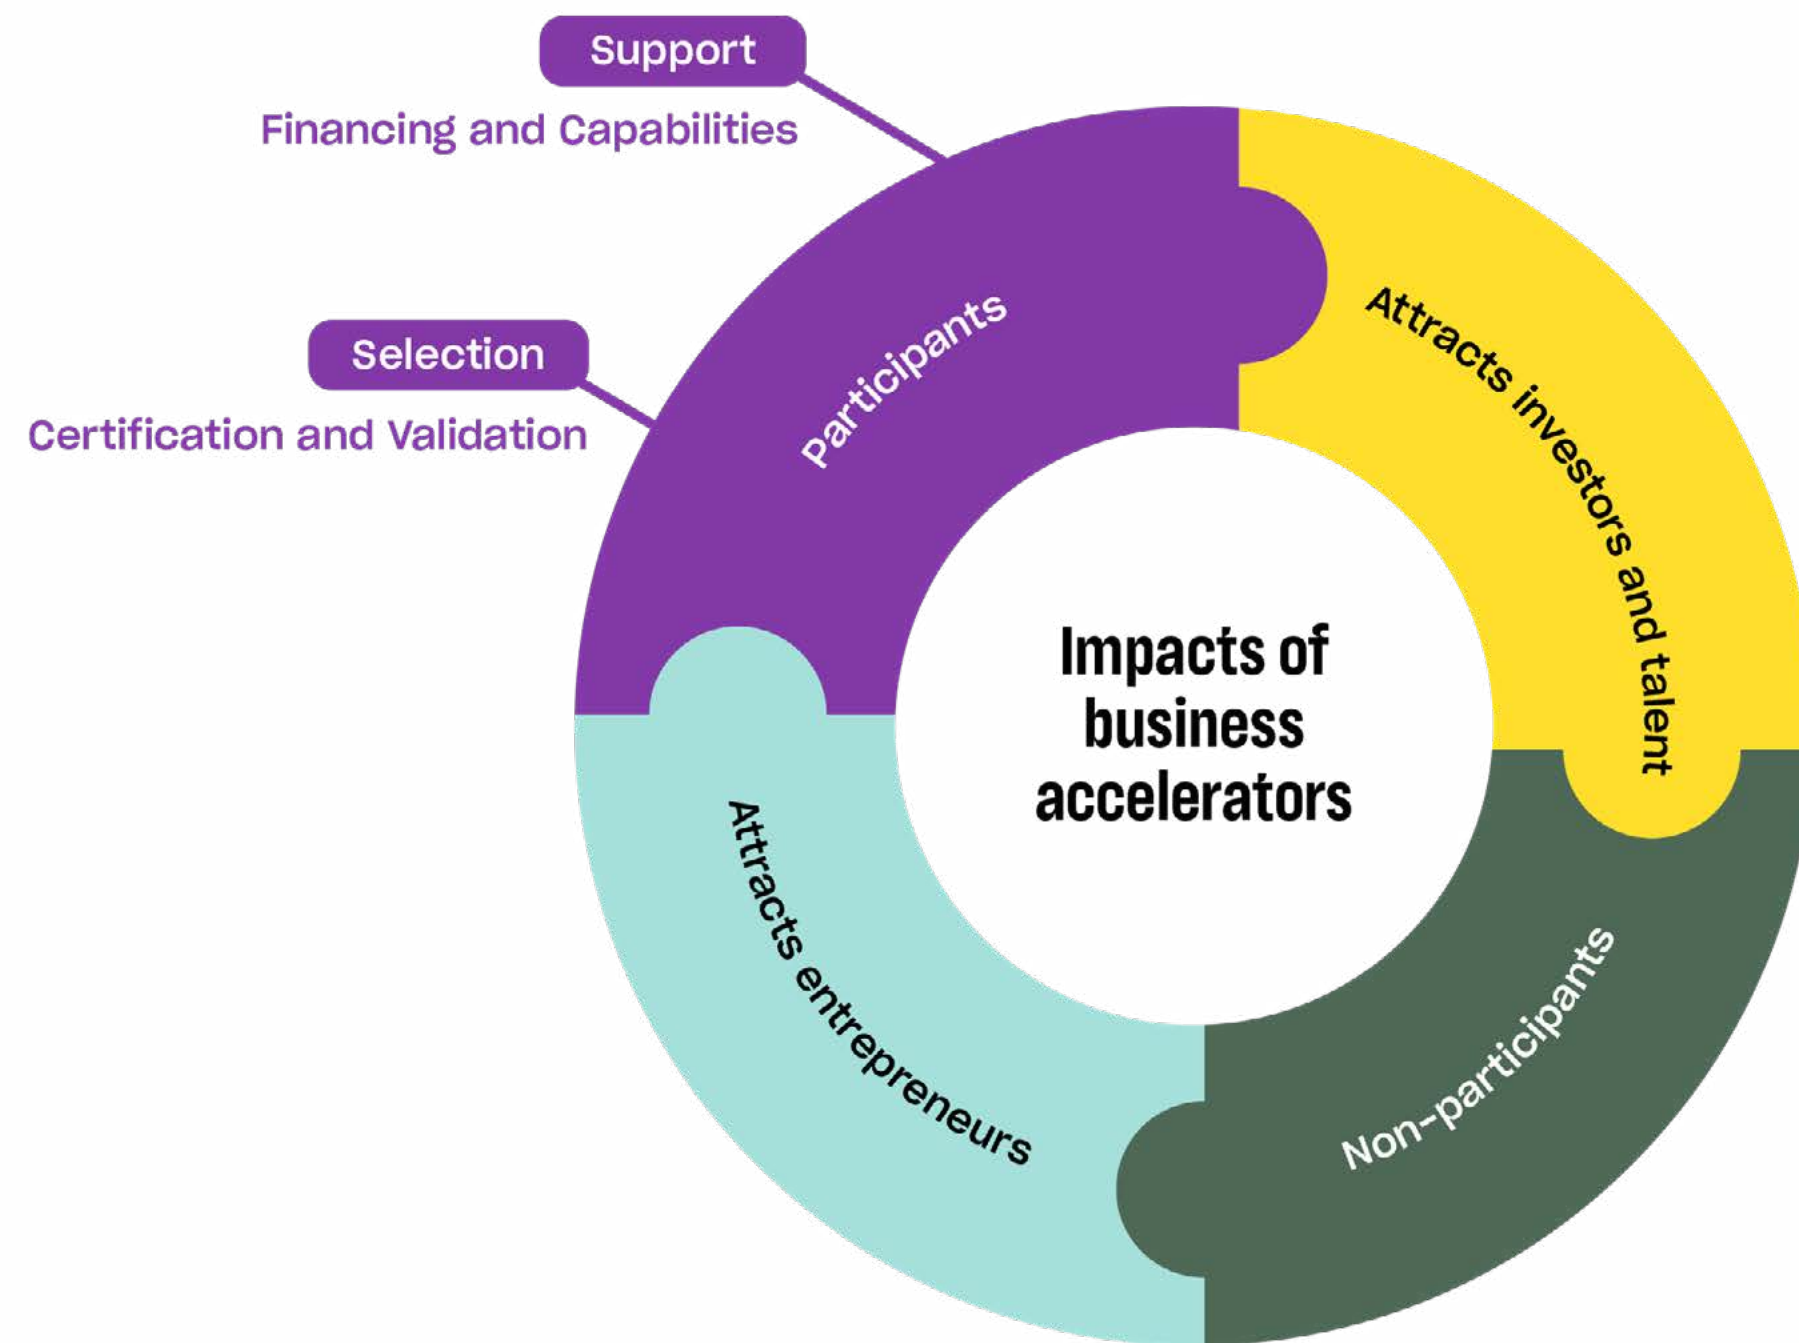 Support
Financing and Capabilities
Selection
Certification and Validation
Participants
Attracts investors and talent
Impacts of
business
accelerators
Attracts entrepreneurs
Non-participants